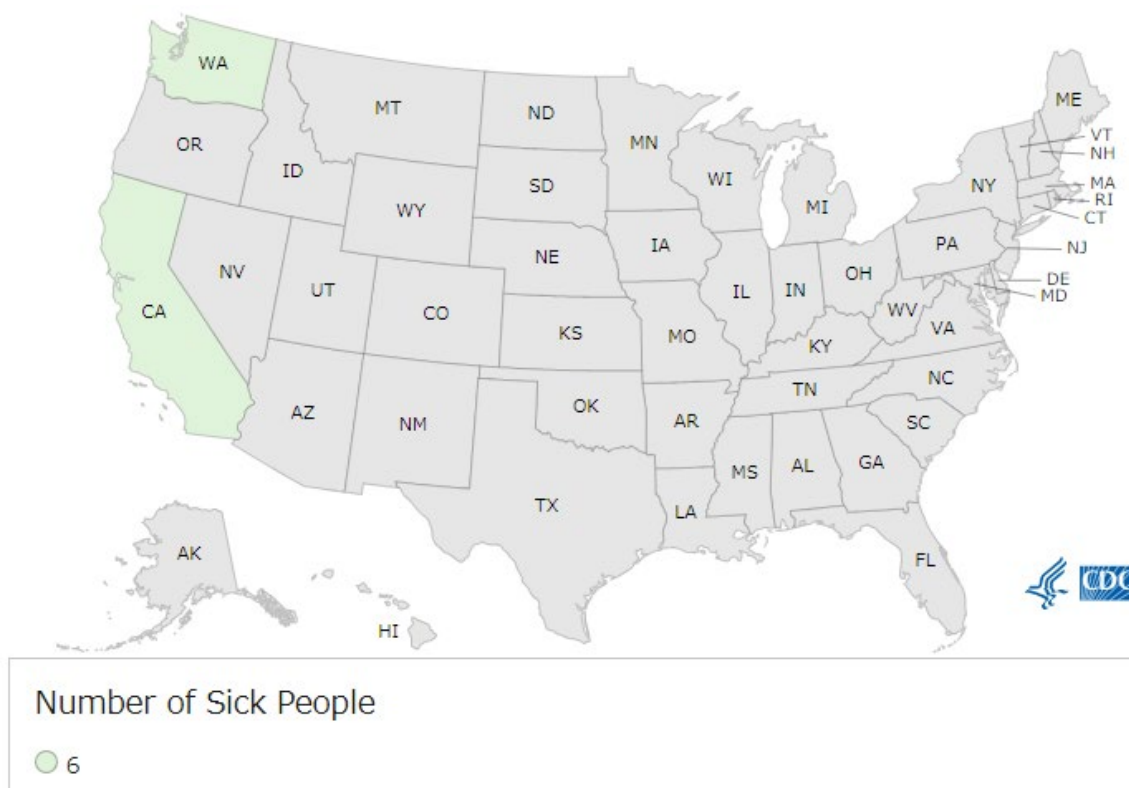 WA
MT
ND
MN
ME
VT
NH
OR
ID
SD
WI
MI
NY
MA
RI
CT
WY
IA
PA
NJ
NV
UT
NE
IL
IN
OH
DE
MD
CA
CO
KS
MO
WV
VA
KY
AZ
NM
OK
AR
TN
NC
SC
MS
AL
GA
TX
LA
AK
FL
CDC
HI
Number of Sick People
6